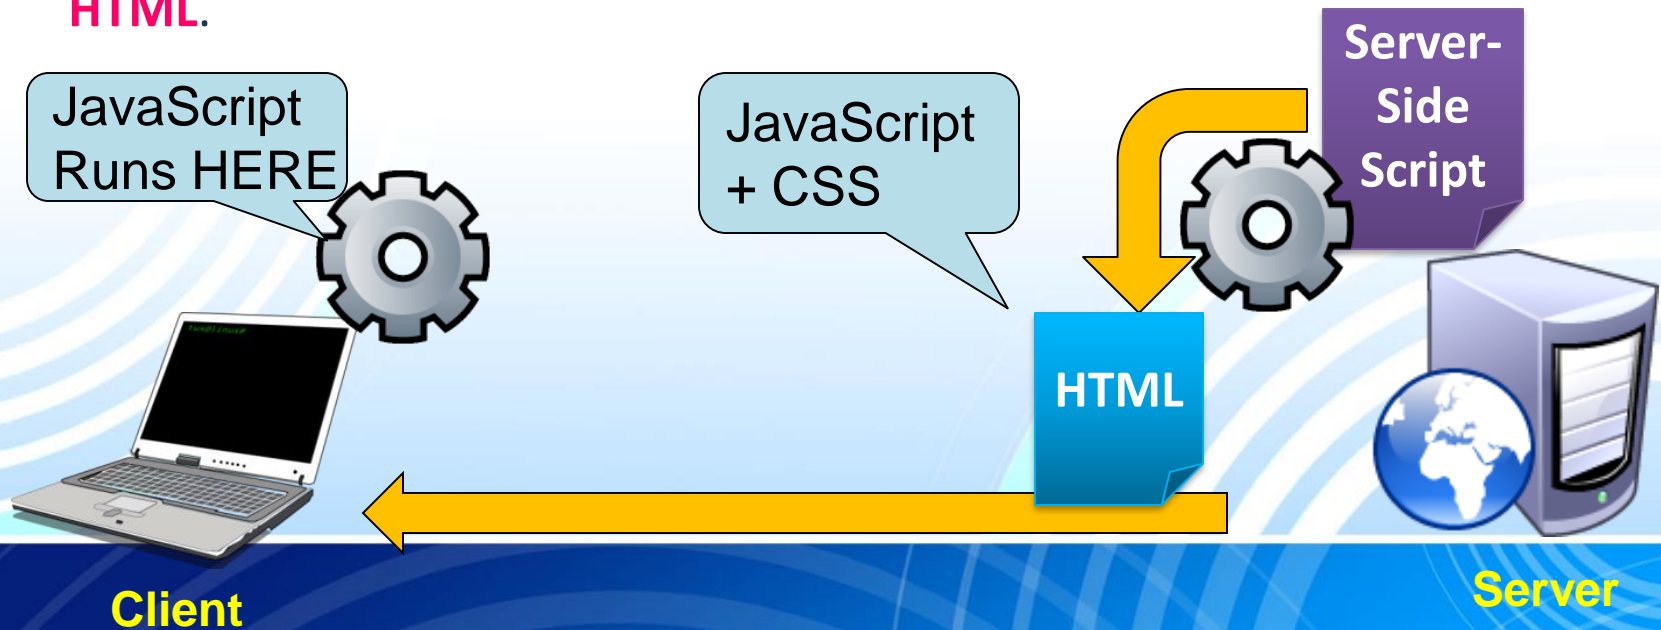 HTML.
JavaScript
Runs HERE
JavaScript
+ CSS
Server-
Side
Script
HTML
Client
Server